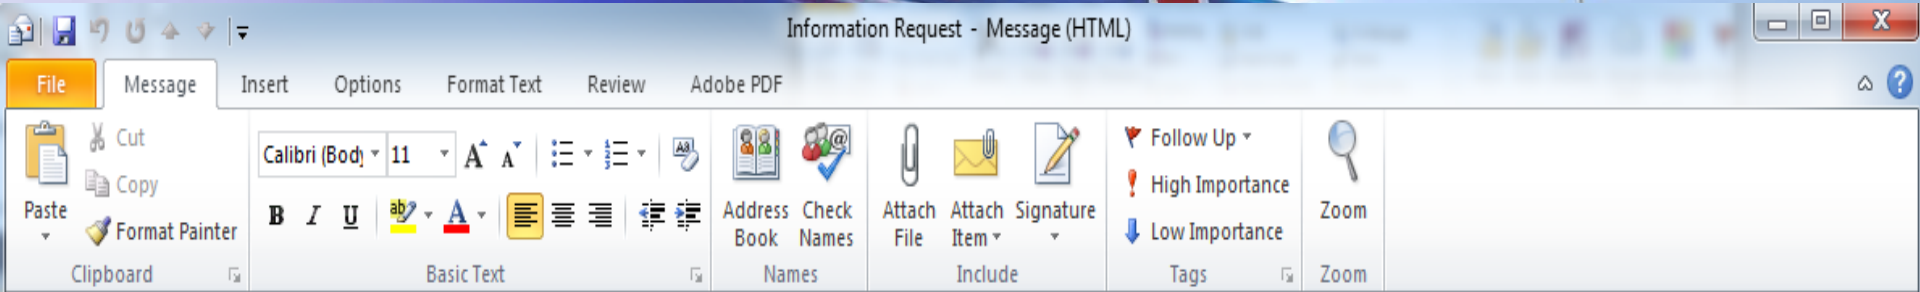 Information Request - Message (HTML)
File Message Insert Options Format Text Review Adobe PDF
Cut
Copy
Paste
Format Painter
Clipboard
Calibri (Body 11
Basic Text
Address Book
Check Names
Names
Attach File
Attach Item
Signature
Include
Follow Up
High Importance
Low Importance
Tags
Zoom
Zoom